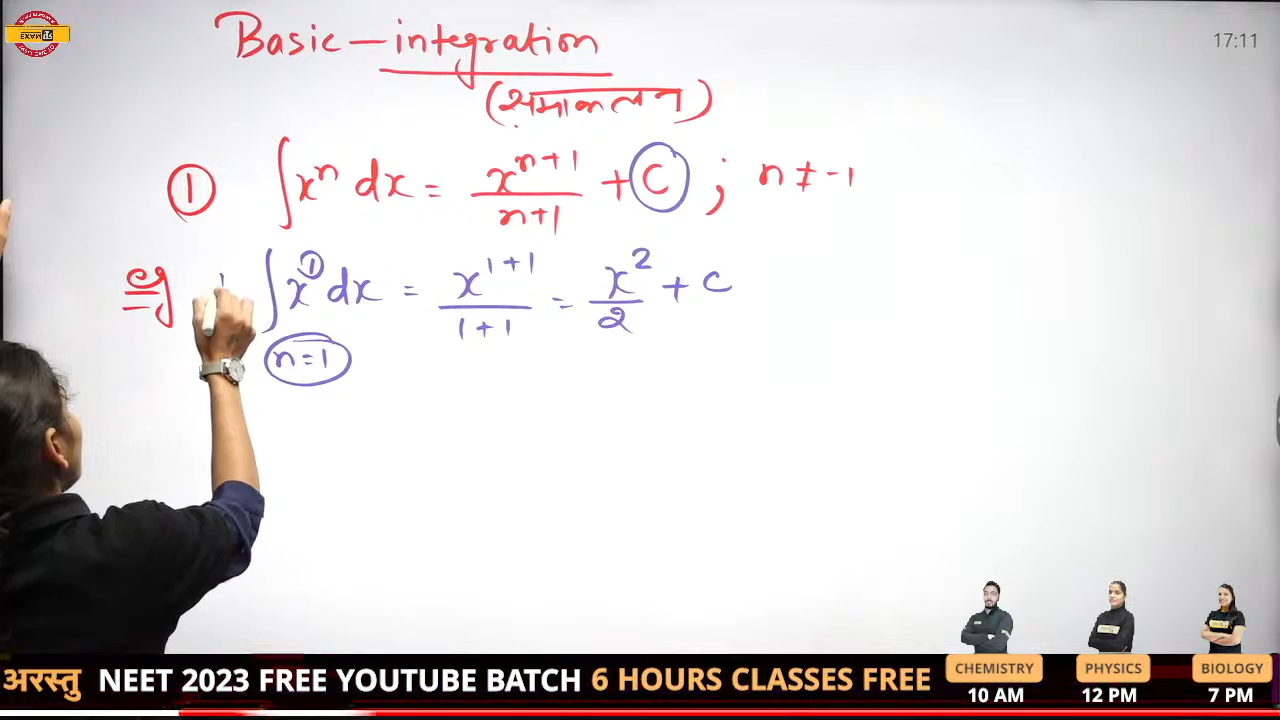 Basic - integration
17:11
(समाकलन)
① ∫xⁿ dx = xⁿ⁺¹/n+1 + C ; n ≠ -1
eg ∫x¹ dx = x¹⁺¹/1+1 = x²/2 + c
n=1
अरस्तु NEET 2023 FREE YOUTUBE BATCH 6 HOURS CLASSES FREE
CHEMISTRY
10 AM
PHYSICS
12 PM
BIOLOGY
7 PM